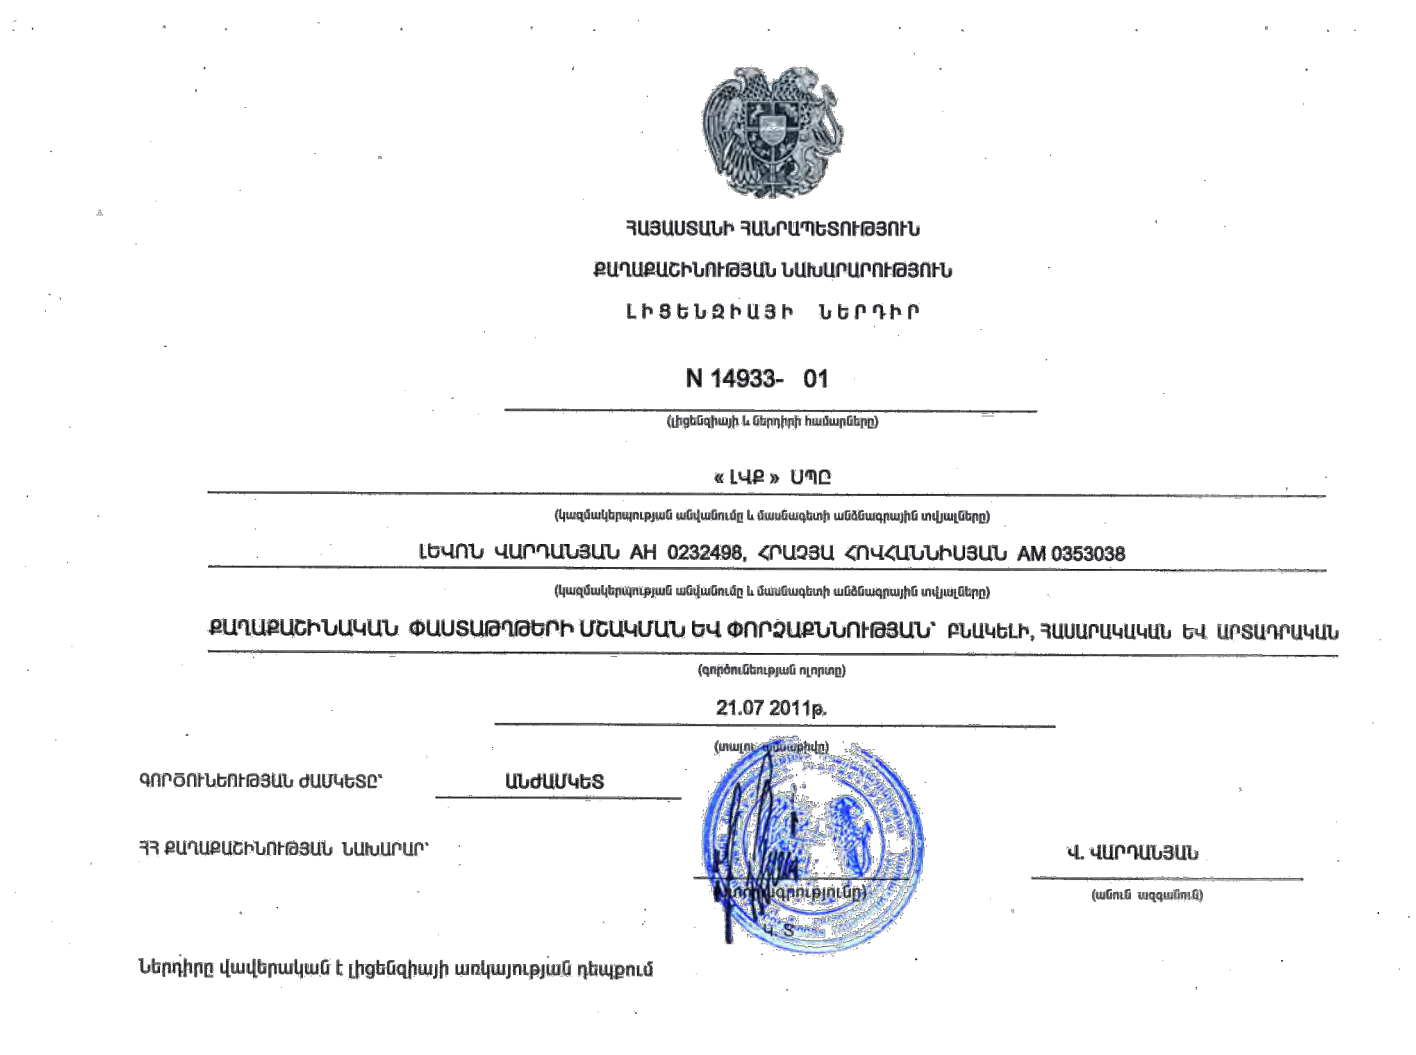 ՀԱՅԱՍՏԱՆԻ ՀԱՆՐԱՊԵՏՈՒԹՅՈՒՆ
ՔԱՂԱՔԱՇԻՆՈՒԹՅԱՆ ՆԱԽԱՐԱՐՈՒԹՅՈՒՆ
ԼԻՑԵՆԶԻԱՅԻ ՆԵՐԴԻՐ
N 14933- 01
(լիցենզիայի և ներդիրի համարները)
« ԼՎՔ » ՍՊԸ
(կազմակերպության անվանումը և մասնագետի անձնագրային տվյալները)
ԼԵՎՈՆ ՎԱՐԴԱՆՅԱՆ AH 0232498, ՀՐԱՉՅԱ ՀՈՎՀԱՆՆԻՍՅԱՆ AM 0353038
(կազմակերպության անվանումը և մասնագետի անձնագրային տվյալները)
ՔԱՂԱՔԱՇԻՆԱԿԱՆ ՓԱՍՏԱԹՂԹԵՐԻ ՄՇԱԿՄԱՆ ԵՎ ՓՈՐՁԱՔՆՆՈՒԹՅԱՆ՝ ԲՆԱԿԵԼԻ, ՀԱՍԱՐԱԿԱԿԱՆ ԵՎ ԱՐՏԱԴՐԱԿԱՆ
(գործունեության ոլորտը)
21.07 2011թ.
(տալու ամսաթիվը)
ԳՈՐԾՈՒՆԵՈՒԹՅԱՆ ԺԱՄԿԵՏԸ՝ ԱՆԺԱՄԿԵՏ
ՀՀ ՔԱՂԱՔԱՇԻՆՈՒԹՅԱՆ ՆԱԽԱՐԱՐ՝ Վ. ՎԱՐԴԱՆՅԱՆ
(ստորագրությունը) (անուն ազգանուն)
Կ. Տ
Ներդիրը վավերական է լիցենզիայի առկայության դեպքում